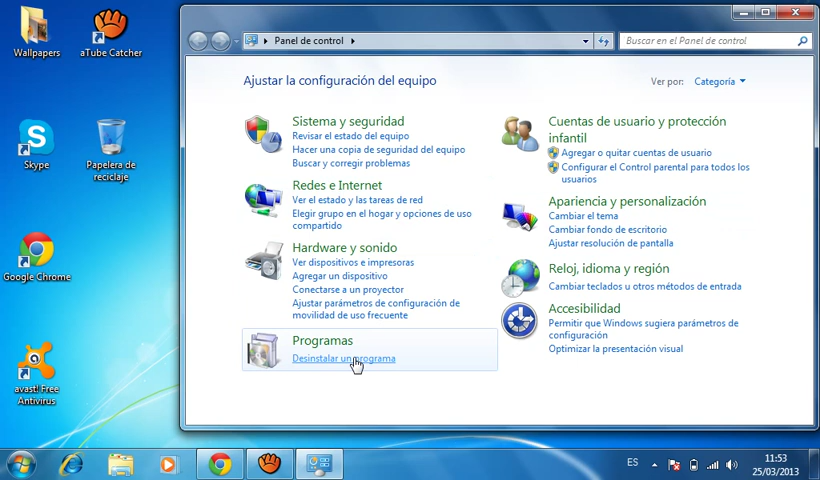 Wallpapers
aTube Catcher
Skype
Papelera de
reciclaje
Google Chrome
avast! Free
Antivirus
Panel de control
Buscar en el Panel de control
Ajustar la configuración del equipo
Ver por: Categoría
Sistema y seguridad
Revisar el estado del equipo
Hacer una copia de seguridad del equipo
Buscar y corregir problemas
Redes e Internet
Ver el estado y las tareas de red
Elegir grupo en el hogar y opciones de uso
compartido
Hardware y sonido
Ver dispositivos e impresoras
Agregar un dispositivo
Conectarse a un proyector
Ajustar parámetros de configuración de
movilidad de uso frecuente
Programas
Desinstalar un programa
Cuentas de usuario y protección
infantil
Agregar o quitar cuentas de usuario
Configurar el Control parental para todos los
usuarios
Apariencia y personalización
Cambiar el tema
Cambiar fondo de escritorio
Ajustar resolución de pantalla
Reloj, idioma y región
Cambiar teclados u otros métodos de entrada
Accesibilidad
Permitir que Windows sugiera parámetros de
configuración
Optimizar la presentación visual
ES
11:53
25/03/2013